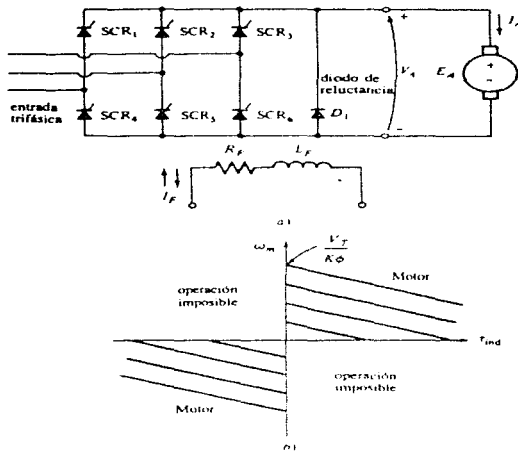 SCR₁ SCR₂ SCR₃
+
V_A
E_A
+
-
entrada
trifásica
diodo de
reluctancia
SCR₄ SCR₅ SCR₆ D₁
-
R_F L_F
I_F
a)
ω_m
V_T
Kϕ
operación
imposible
Motor
τ_ind
operación
imposible
Motor
b)